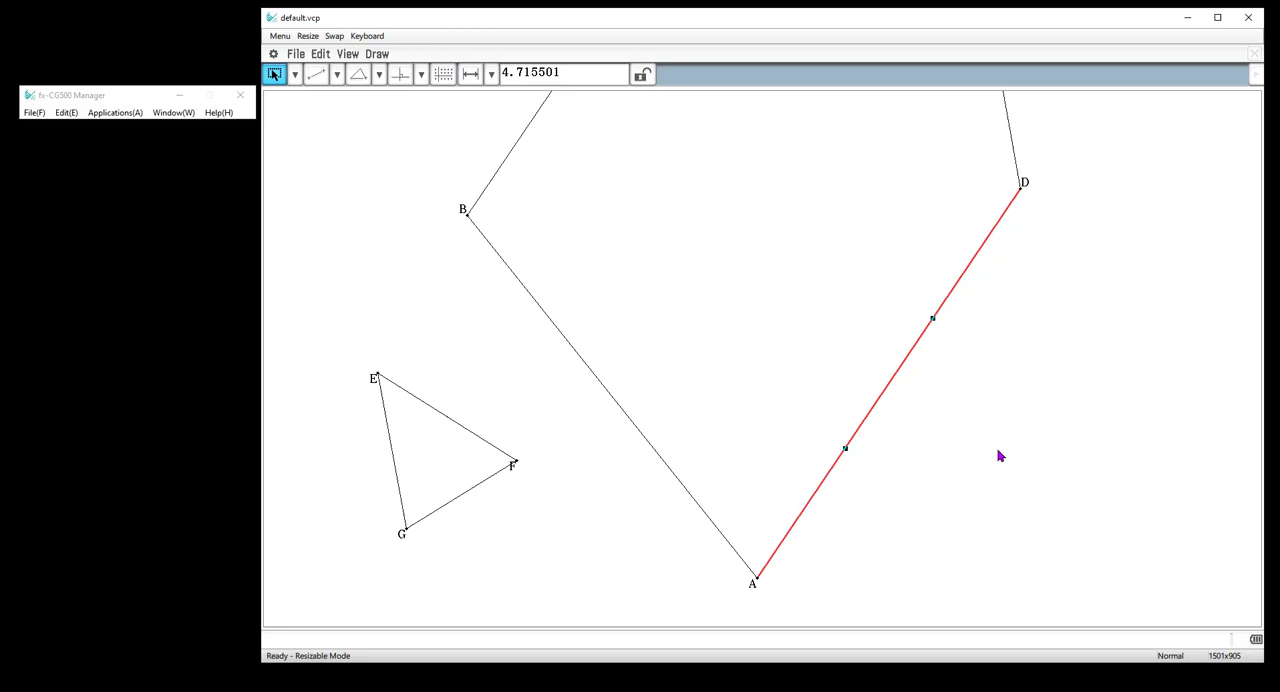 default.vcp
Menu Resize Swap Keyboard
File Edit View Draw
4.715501
fx-CG500 Manager
File(F) Edit(E) Applications(A) Window(W) Help(H)
D
B
E
F
G
A
Ready - Resizable Mode Normal 1501x905